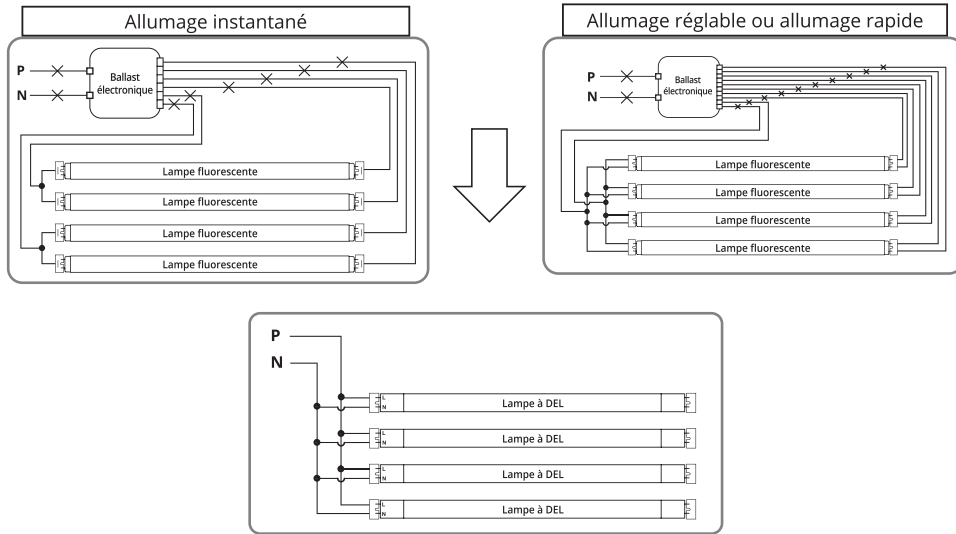 Allumage instantané
P
N
Ballast
électronique
Lampe fluorescente
Lampe fluorescente
Lampe fluorescente
Lampe fluorescente
Allumage réglable ou allumage rapide
P
N
Ballast
électronique
Lampe fluorescente
Lampe fluorescente
Lampe fluorescente
Lampe fluorescente
P
N
L
N
Lampe à DEL
L
N
Lampe à DEL
L
N
Lampe à DEL
L
N
Lampe à DEL